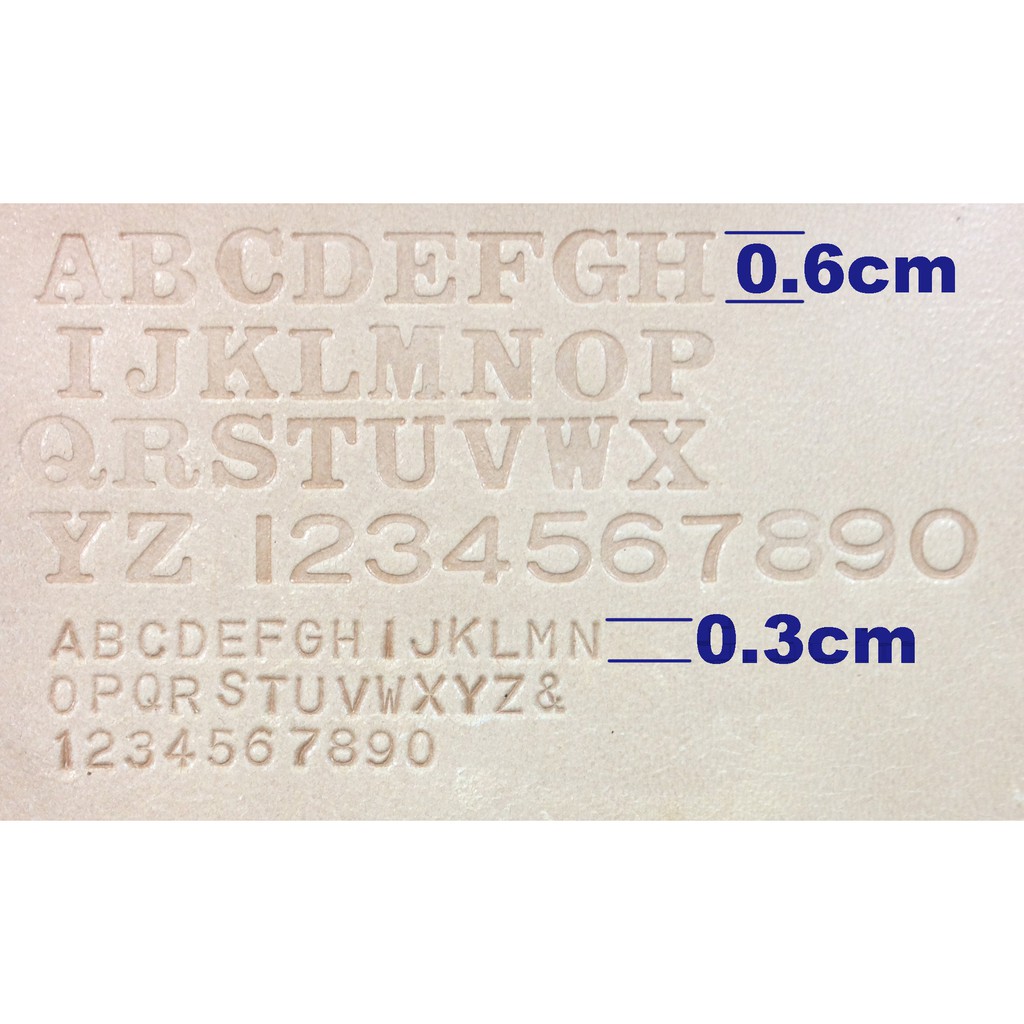 ABCDEFGH 0.6cm
IJKLMNOP
QRSTUVWX
YZ 1234567890
ABCDEFGHIJKLMN 0.3cm
OPQRSTUVWXYZ&
1234567890